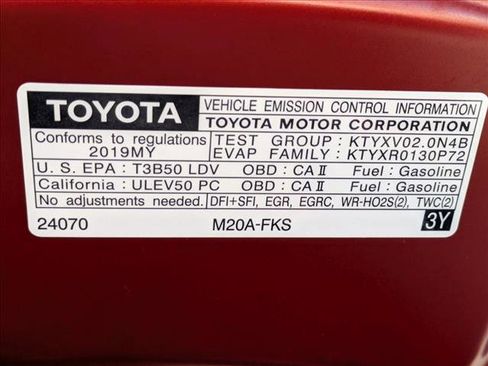 TOYOTA
VEHICLE EMISSION CONTROL INFORMATION
TOYOTA MOTOR CORPORATION
Conforms to regulations
2019MY
TEST GROUP : KTYXV02.0N4B
EVAP FAMILY : KTYXR0130P72
U. S. EPA : T3B50 LDV OBD : CA II Fuel : Gasoline
California : ULEV50 PC OBD : CA II Fuel : Gasoline
No adjustments needed. DFI+SFI, EGR, EGRC, WR-HO2S(2), TWC(2)
24070 M20A-FKS 3Y